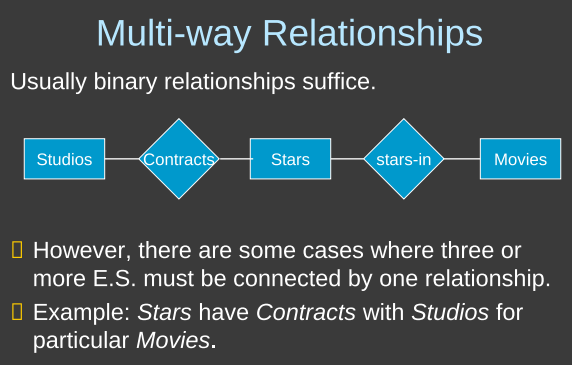 Multi-way Relationships
Usually binary relationships suffice.
Studios Contracts Stars stars-in Movies
However, there are some cases where three or
more E.S. must be connected by one relationship.
Example: Stars have Contracts with Studios for
particular Movies.